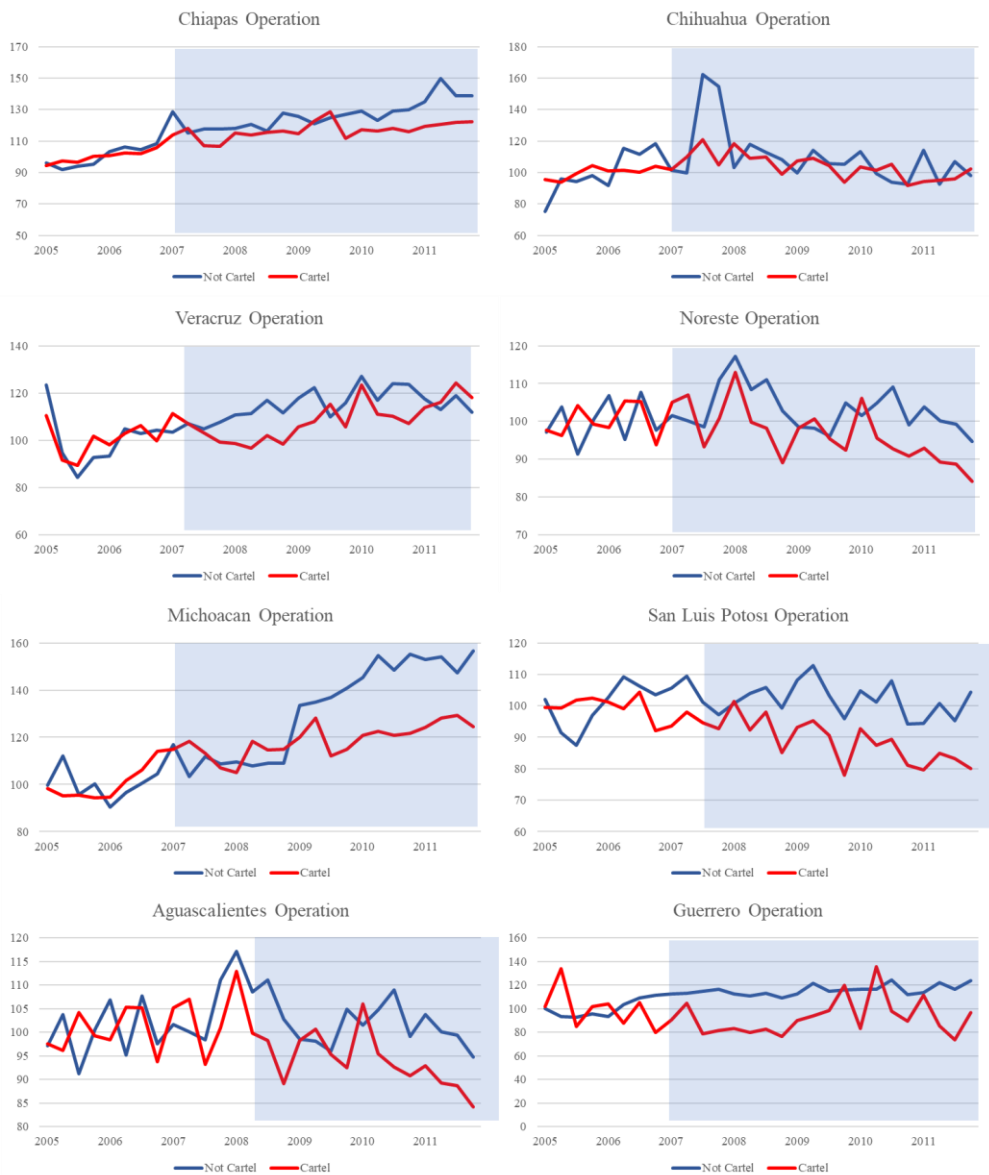 Chiapas Operation
170
150
130
110
90
70
50
2005 2006 2007 2008 2009 2010 2011
Not Cartel Cartel
Chihuahua Operation
180
160
140
120
100
80
60
2005 2006 2007 2008 2009 2010 2011
Not Cartel Cartel
Veracruz Operation
140
120
100
80
60
2005 2006 2007 2008 2009 2010 2011
Not Cartel Cartel
Noreste Operation
120
110
100
90
80
70
2005 2006 2007 2008 2009 2010 2011
Not Cartel Cartel
Michoacan Operation
160
140
120
100
80
2005 2006 2007 2008 2009 2010 2011
Not Cartel Cartel
San Luis Potosı Operation
120
110
100
90
80
70
60
2005 2006 2007 2008 2009 2010 2011
Not Cartel Cartel
Aguascalientes Operation
120
115
110
105
100
95
90
85
80
2005 2006 2007 2008 2009 2010 2011
Not Cartel Cartel
Guerrero Operation
160
140
120
100
80
60
40
20
0
2005 2006 2007 2008 2009 2010 2011
Not Cartel Cartel